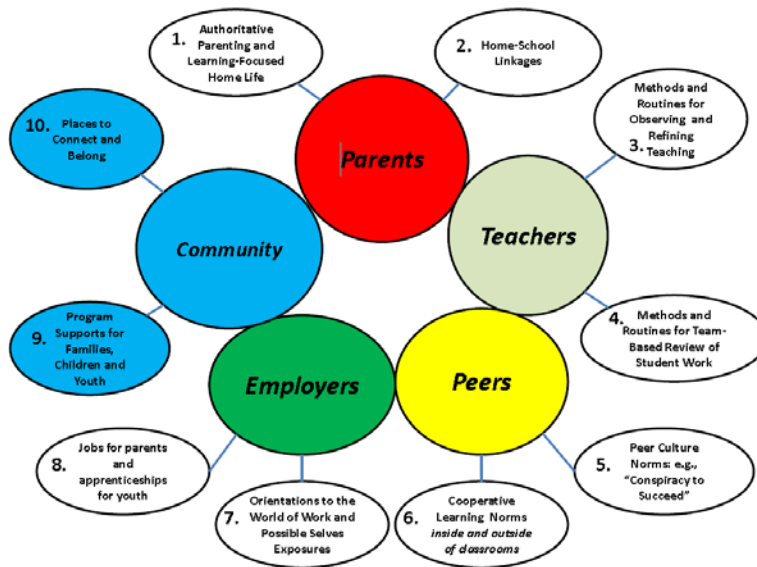 1. Authoritative
Parenting and
Learning-Focused
Home Life
2. Home-School
Linkages
Methods and
Routines for
Observing and
3. Refining
Teaching
10. Places to
Connect and
Belong
Parents
Community
Teachers
Program
Supports for
9. Families,
Children and
Youth
4. Methods and
Routines for Team-
Based Review of
Student Work
Employers
Peers
8. Jobs for parents
and
apprenticeships
for youth
5. Peer Culture
Norms: e.g.,
"Conspiracy to
Succeed"
Orientations to the
7. World of Work and
Possible Selves
Exposures
Cooperative
6. Learning Norms
inside and outside
of classrooms